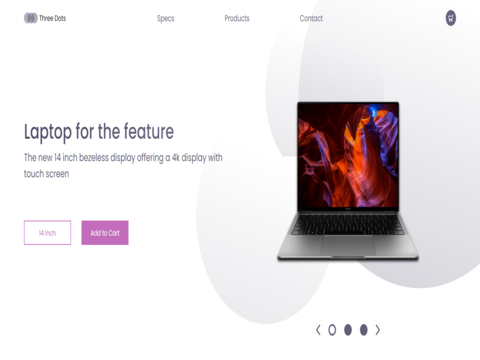 Three Dots
Specs
Products
Contact
Laptop for the feature
The new 14 inch bezeless display offering a 4k display with
touch screen
14 Inch
Add to Cart